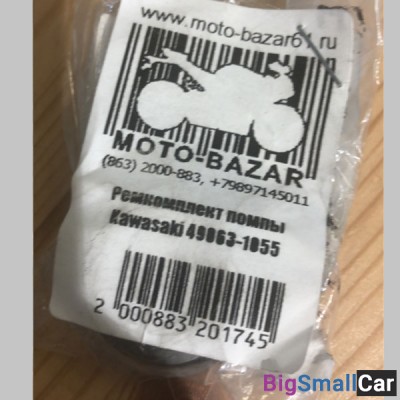 www.moto-bazar61.ru
MOTO-BAZAR
(863) 2000-883, +79897145011
Ремкомплект помпы
Kawasaki 49063-1055
2 000883 201745
BigSmallCar